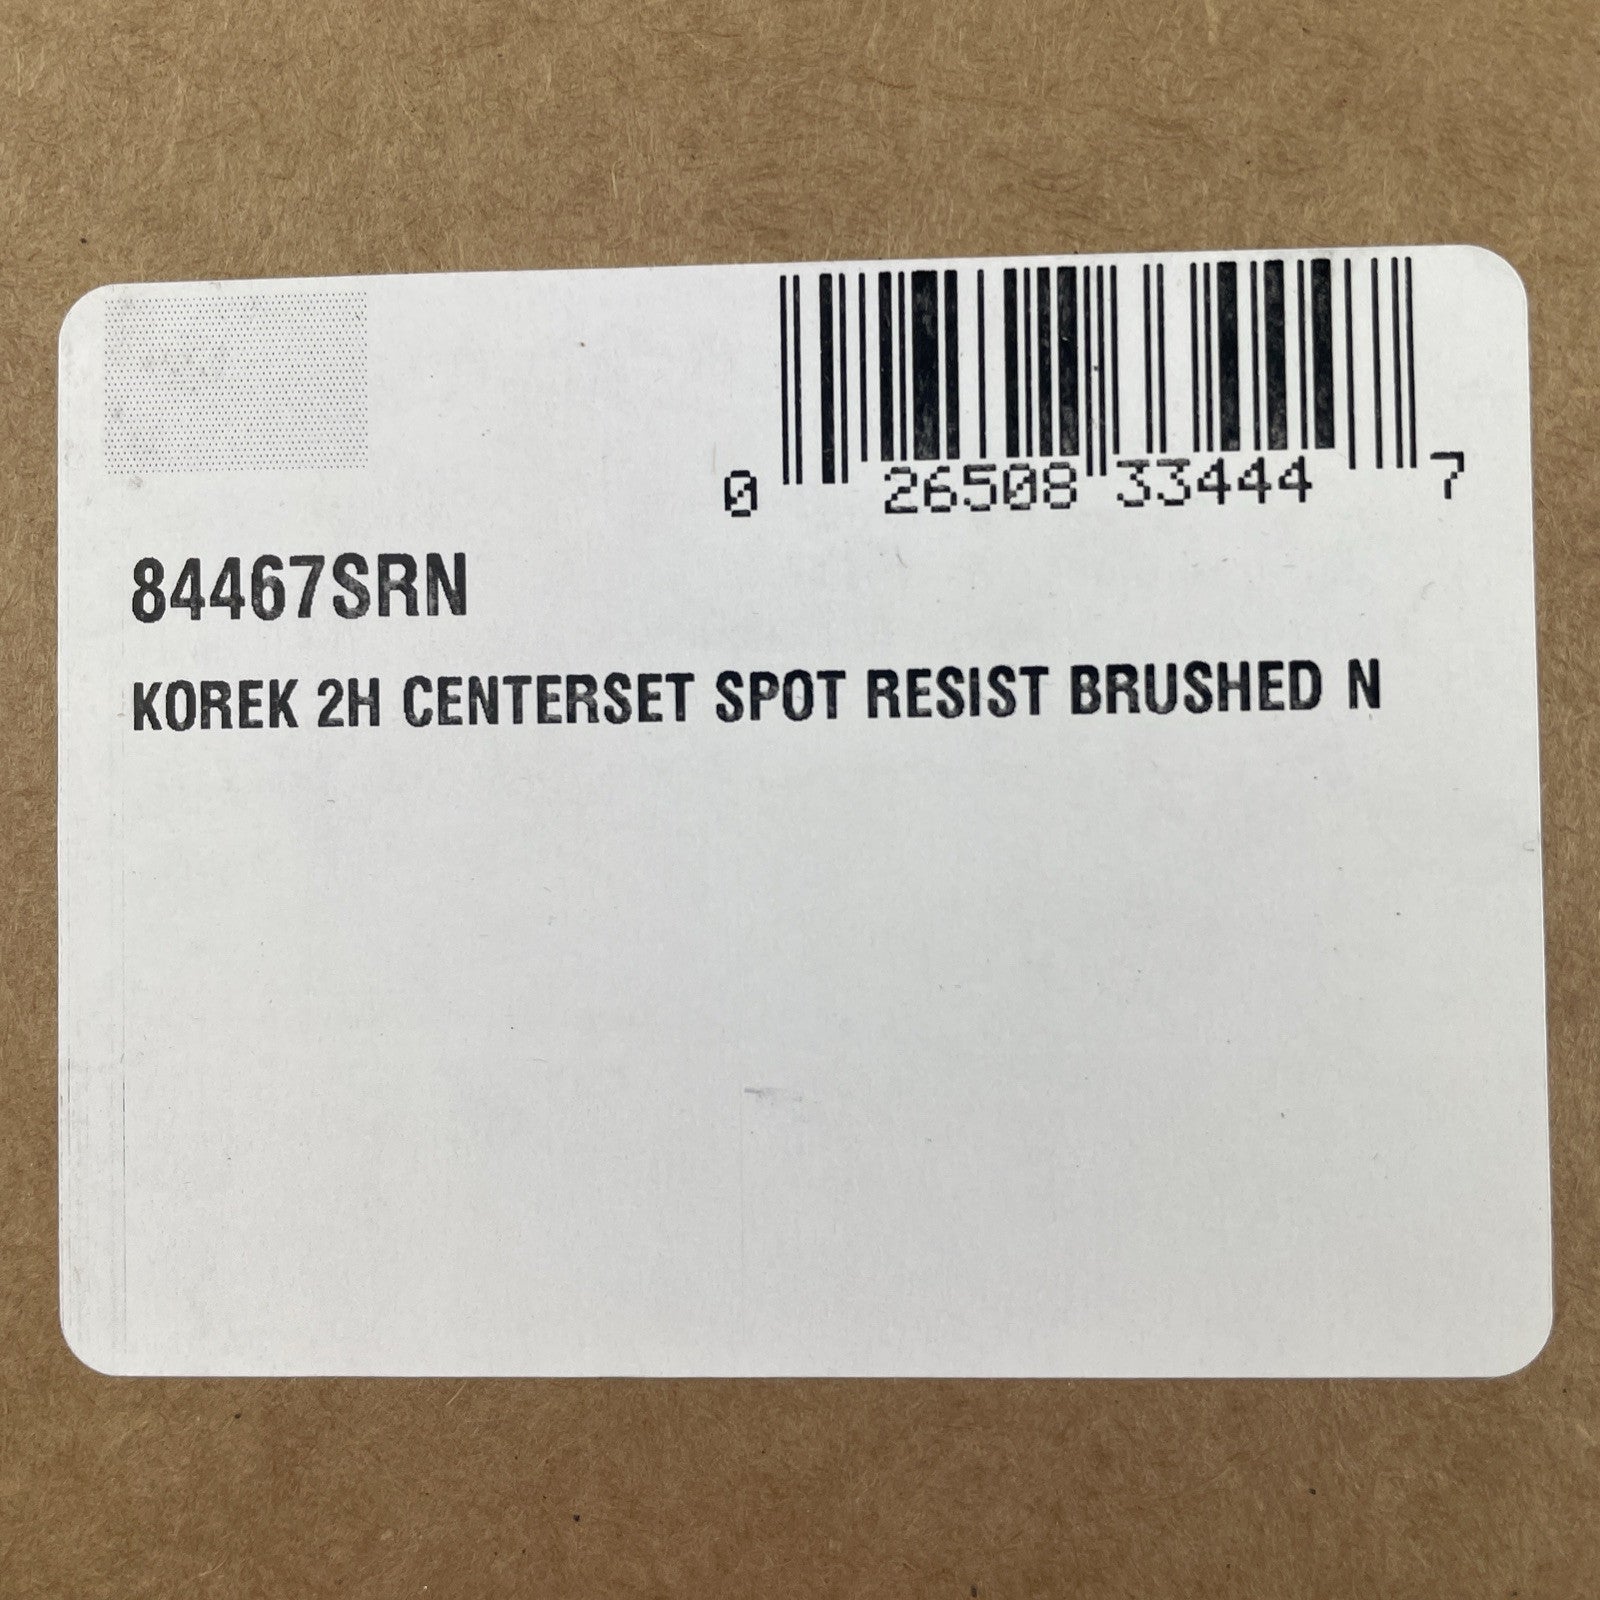 0 26508 33444 7
84467SRN
KOREK 2H CENTERSET SPOT RESIST BRUSHED N